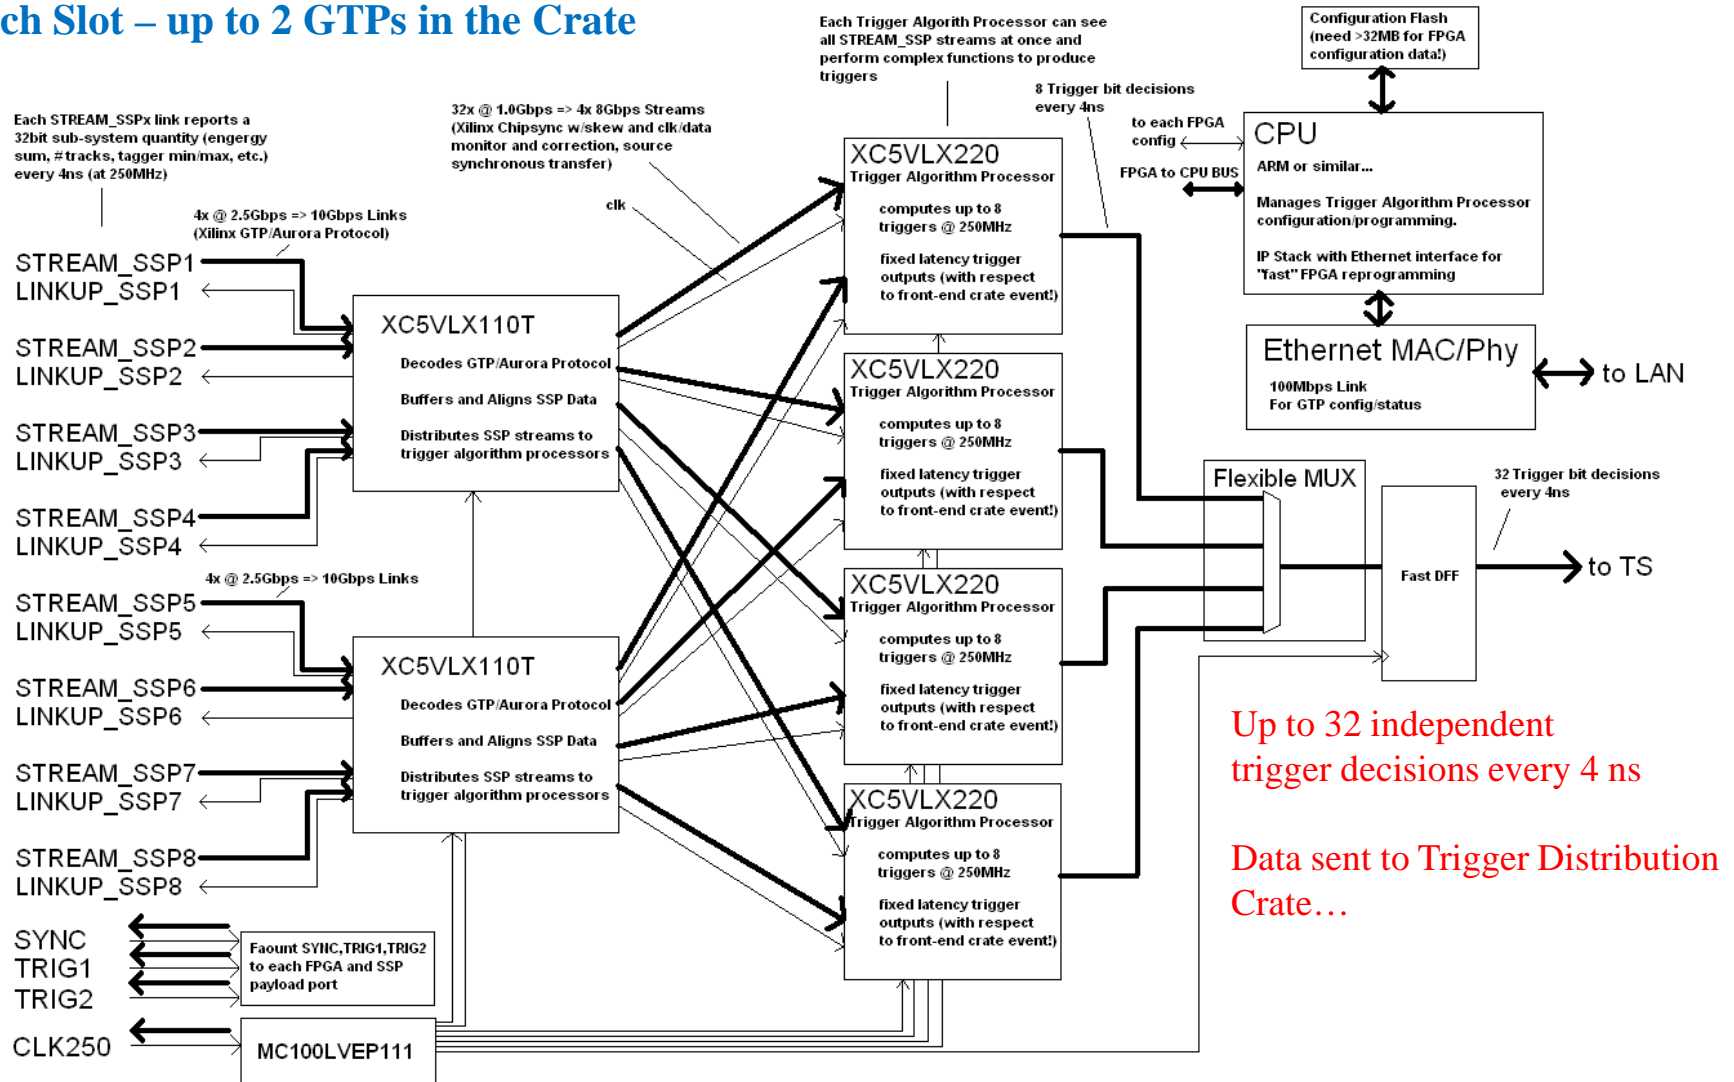 ch Slot – up to 2 GTPs in the Crate
Each Trigger Algorith Processor can see
all STREAM_SSP streams at once and
perform complex functions to produce
triggers
Configuration Flash
(need >32MB for FPGA
configuration data!)
8 Trigger bit decisions
every 4ns
32x @ 1.0Gbps => 4x 8Gbps Streams
(Xilinx Chipsync w/skew and clk/data
monitor and correction, source
synchronous transfer)
Each STREAM_SSPx link reports a
32bit sub-system quantity (engergy
sum, # tracks, tagger min/max, etc.)
every 4ns (at 250MHz)
4x @ 2.5Gbps => 10Gbps Links
(Xilinx GTP/Aurora Protocol)
clk
to each FPGA
config
FPGA to CPU BUS
CPU
ARM or similar...
Manages Trigger Algorithm Processor
configuration/programming.
IP Stack with Ethernet interface for
"fast" FPGA reprogramming
Ethernet MAC/Phy
100Mbps Link
For GTP config/status
to LAN
STREAM_SSP1
LINKUP_SSP1
STREAM_SSP2
LINKUP_SSP2
STREAM_SSP3
LINKUP_SSP3
STREAM_SSP4
LINKUP_SSP4
4x @ 2.5Gbps => 10Gbps Links
STREAM_SSP5
LINKUP_SSP5
STREAM_SSP6
LINKUP_SSP6
STREAM_SSP7
LINKUP_SSP7
STREAM_SSP8
LINKUP_SSP8
SYNC
TRIG1
TRIG2
CLK250
Faount SYNC,TRIG1,TRIG2
to each FPGA and SSP
payload port
MC100LVEP111
XC5VLX110T
Decodes GTP/Aurora Protocol
Buffers and Aligns SSP Data
Distributes SSP streams to
trigger algorithm processors
XC5VLX110T
Decodes GTP/Aurora Protocol
Buffers and Aligns SSP Data
Distributes SSP streams to
trigger algorithm processors
XC5VLX220
Trigger Algorithm Processor
computes up to 8
triggers @ 250MHz
fixed latency trigger
outputs (with respect
to front-end crate event!)
XC5VLX220
Trigger Algorithm Processor
computes up to 8
triggers @ 250MHz
fixed latency trigger
outputs (with respect
to front-end crate event!)
XC5VLX220
Trigger Algorithm Processor
computes up to 8
triggers @ 250MHz
fixed latency trigger
outputs (with respect
to front-end crate event!)
XC5VLX220
Trigger Algorithm Processor
computes up to 8
triggers @ 250MHz
fixed latency trigger
outputs (with respect
to front-end crate event!)
Flexible MUX
Fast DFF
32 Trigger bit decisions
every 4ns
to TS
Up to 32 independent
trigger decisions every 4 ns
Data sent to Trigger Distribution
Crate…